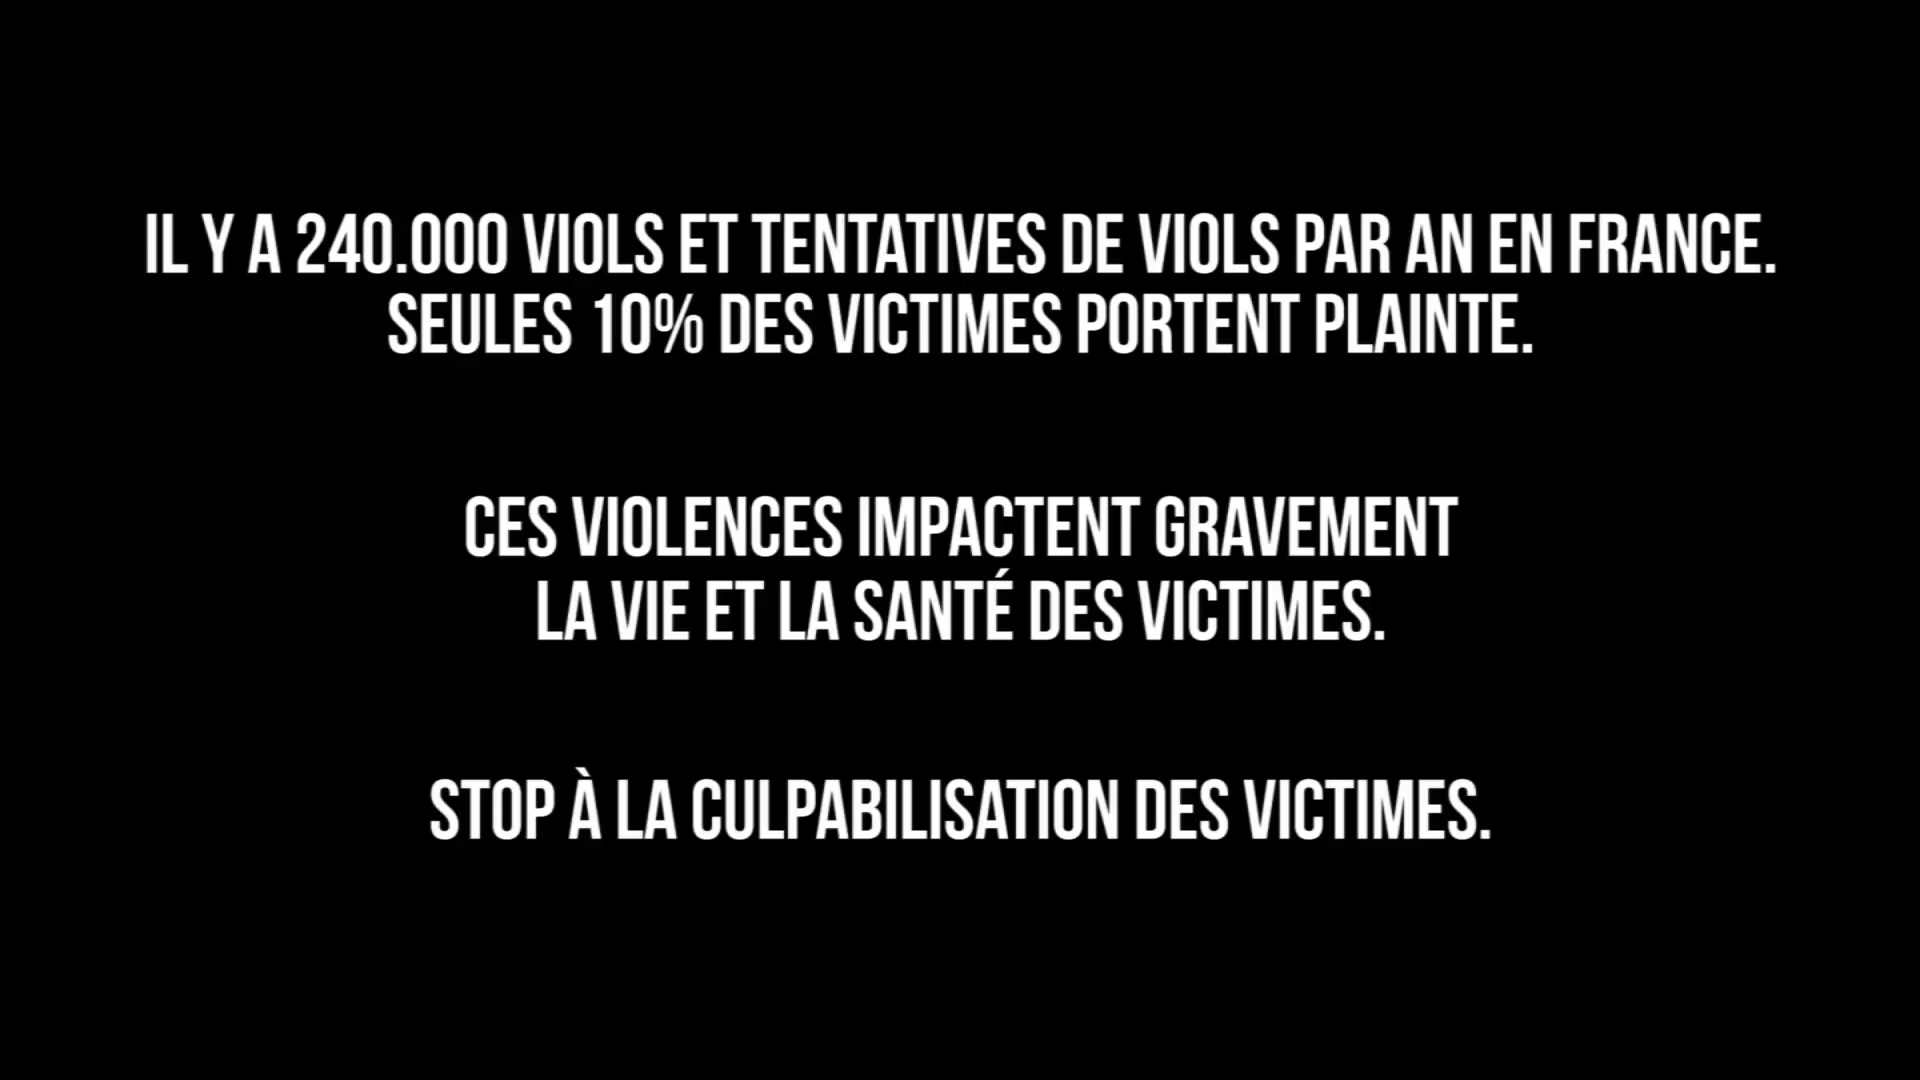 IL Y A 240.000 VIOLS ET TENTATIVES DE VIOLS PAR AN EN FRANCE.
SEULES 10% DES VICTIMES PORTENT PLAINTE.
CES VIOLENCES IMPACTENT GRAVEMENT
LA VIE ET LA SANTÉ DES VICTIMES.
STOP À LA CULPABILISATION DES VICTIMES.